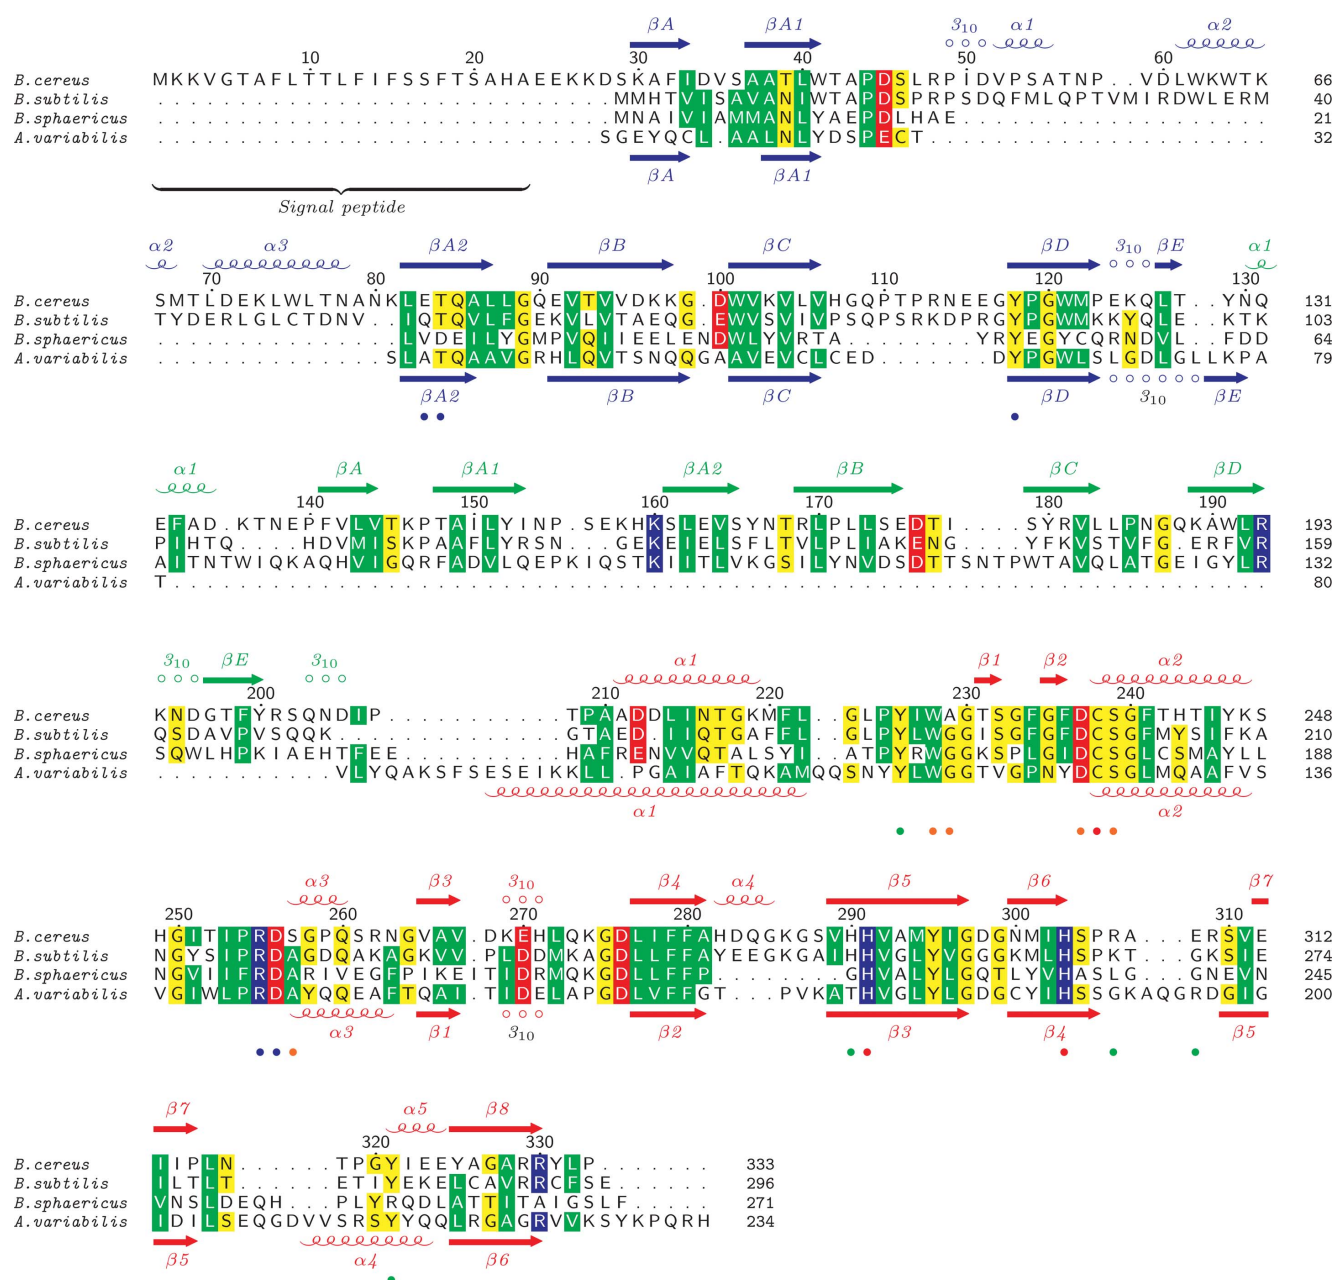 βA βA1 3₁₀ α1 α2
10 20 30 40 50 60
B.cereus MKKVGTAFLTTLFIFSSFTSAHAEEKKDSKAFIDVSAATLWTAPDSLRPIDVPSATNP..VDLWKWTK 66
B.subtilis ...........................MMHTVISAVANIWTAPDSPRPSDQFMLQPTVMIRDWLERM 40
B.sphaericus ............................MNAIVIAMMANLYAEPDLHAE................... 21
A.variabilis ...........................SGEYQCL.AALNLYDSPECT..................... 32
βA βA1
Signal peptide
α2 α3 βA2 βB βC βD 3₁₀ βE α1
70 80 90 100 110 120 130
B.cereus SMTLDEKLWLTNANKLETQALLGQEVTVVDKKG.DWVKVLVHGQPTPRNEEGYPGWMPEKQLT..YNQ 131
B.subtilis TYDERLGLCTDNV..IQTQVLFGEKVLVTAEQG.EWVSVIVPSQPSRKDPRGYPGWMKKYQLE..KTK 103
B.sphaericus ...............LVDEILYGMPVQIIEELENDWLYVRTA.........YRYEGYCQRNDVL..FDD 64
A.variabilis ..............SLATQAAVGRHLQVTSNQQGAAVEVCLCED.......DYPGWLSLGDLGLLKPA 79
βA2 βB βC βD 3₁₀ βE
α1 βA βA1 βA2 βB βC βD
140 150 160 170 180 190
B.cereus EFAD.KTNEPFVLVTKPTAILYINP.SEKHKSLEVSYNTRLPLLSEDTI....SYRVLLPNGQKAWLR 193
B.subtilis PIHTQ....HDVMISKPAAFLYRSN...GEKEIELSFLTVLPLIAKENG....YFKVSTVFG.ERFVR 159
B.sphaericus AITNTWIQKAQHVIGQRFADVLQEPKIQSTKIITLVKGSILYNVDSDTTSNTPWTAVQLATGEIGYLR 132
A.variabilis T................................................................... 80
3₁₀ βE 3₁₀ α1 β1 β2 α2
200 210 220 230 240
B.cereus KNDGTFYRSQNDIP............TPAADDLINTGKMFL..GLPYIWAGTSGFGFDCSGFTHTIYKS 248
B.subtilis QSDAVPVSQQK...............GTAEDLIIQTGAFFL..GLPYLWGGISGFGFDCSGFMYSIFKA 210
B.sphaericus SQWLHPKIAEHTFEE...........HAFRENVVQTALSYI..ATPYRWGGKSPLGIDCSGLCSMAYLL 188
A.variabilis ...........VLYQAKSFSESEIKKLL.PGAIAFTQKAMQQSNYYLWGGTVGPNYDCSGLMQAAFVS 136
α1 α2
α3 β3 3₁₀ β4 α4 β5 β6 β7
250 260 270 280 290 300 310
B.cereus HGITIPRDSGPQSRNGVAV.DKEHLQKGDLIFFAHDQGKGSVHHVAMYIGDGNMIHSPRA...ERSVE 312
B.subtilis NGYSIPRDAGDQAKAGKVV.PLDDMKAGDLLFFAYEEGKGAIHHVGLYVGGGKMLHSPKT...GKSIE 274
B.sphaericus NGVIIFRDARIVEGFPIKEITIDRMQKGDLLFFP........GHVALYLGQTLYVHASLG...GNEVN 245
A.variabilis VGIWLPRDAYQQEAFTQAI.TIDELAPGDLVFFGT...PVKATHVGLYLGDGCYIHSSGKAQGRDGIG 200
α3 β1 3₁₀ β2 β3 β4 β5
β7 α5 β8
320 330
B.cereus IIPLN......TPGYIEEYAGARRYLP....... 333
B.subtilis ILTLT......ETIYEKELCAVRRCFSE...... 296
B.sphaericus VNSLDEQH...PLYRQDLATTITAIGSLF..... 271
A.variabilis IDILSEQGDVVSRSYYQQLRGAGRVVKSYKPQRH 234
β5 α4 β6